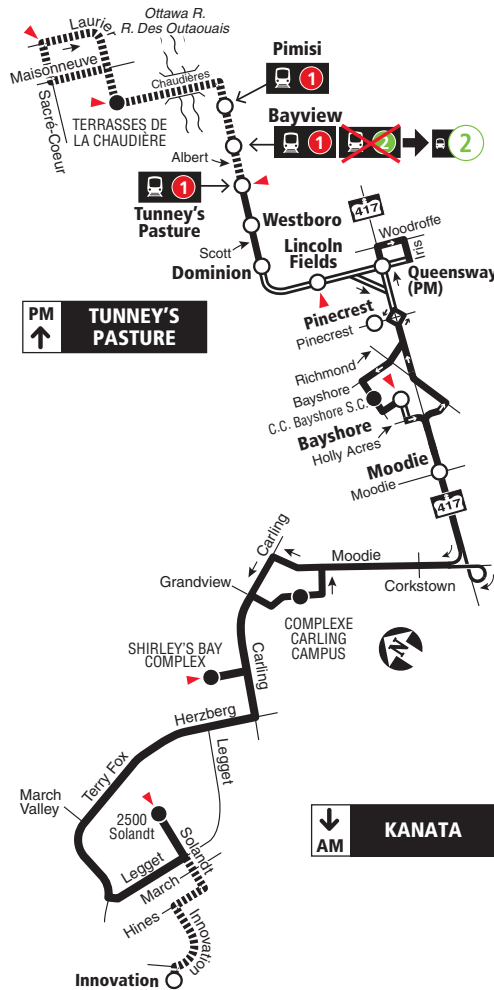 Ottawa R.
R. Des Outaouais
Laurier
Maisonneuve
Sacré-Coeur
Chaudières
TERRASSES DE
LA CHAUDIÈRE
Pimisi
1
Bayview
1
2
2
Albert
1
Tunney's
Pasture
Westboro
Scott
Dominion
Lincoln
Fields
417
Woodroffe
Iris
Queensway
(PM)
PM
TUNNEY'S
PASTURE
Pinecrest
Pinecrest
Richmond
Bayshore
C.C. Bayshore S.C.
Bayshore
Holly Acres
Moodie
Moodie
417
Carling
Moodie
Corkstown
Grandview
COMPLEXE
CARLING
CAMPUS
N
SHIRLEY'S BAY
COMPLEX
Carling
Herzberg
Legget
Terry Fox
March
Valley
2500
Solandt
Solandt
Legget
March
Hines
Innovation
Innovation
AM
KANATA